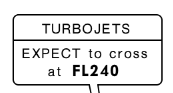 TURBOJETS
EXPECT to cross
at FL240